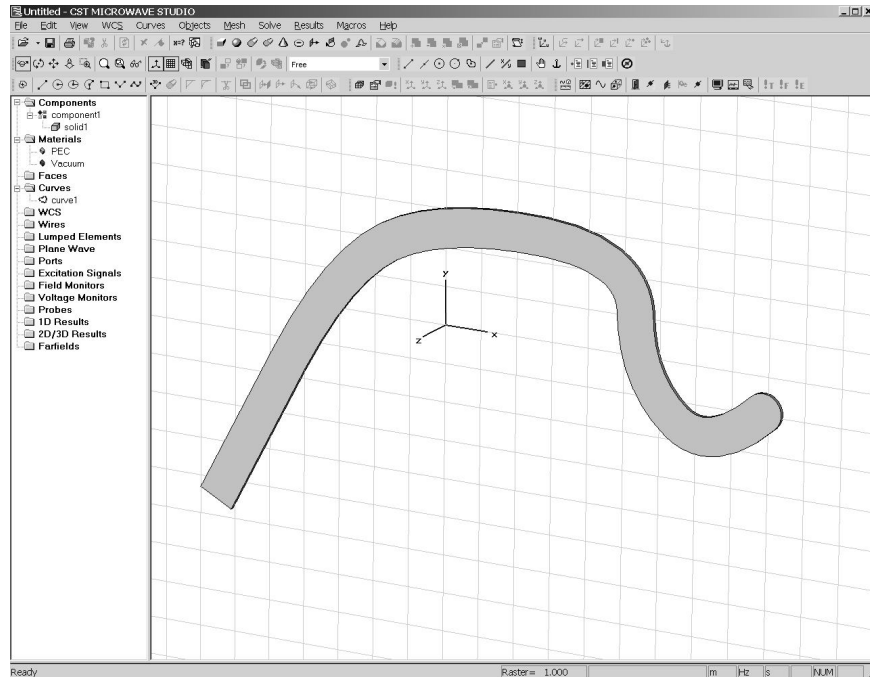 Untitled - CST MICROWAVE STUDIO
File Edit View WCS Curves Objects Mesh Solve Results Macros Help
Free
Components
component1
solid1
Materials
PEC
Vacuum
Faces
Curves
curve1
WCS
Wires
Lumped Elements
Plane Wave
Ports
Excitation Signals
Field Monitors
Voltage Monitors
Probes
1D Results
2D/3D Results
Farfields
y
x
z
Ready Raster= 1.000 m Hz s NUM